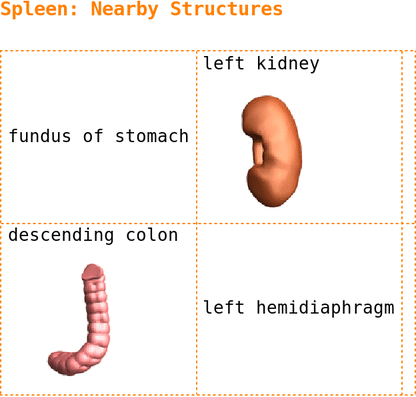 Spleen: Nearby Structures
fundus of stomach
left kidney
descending colon
left hemidiaphragm